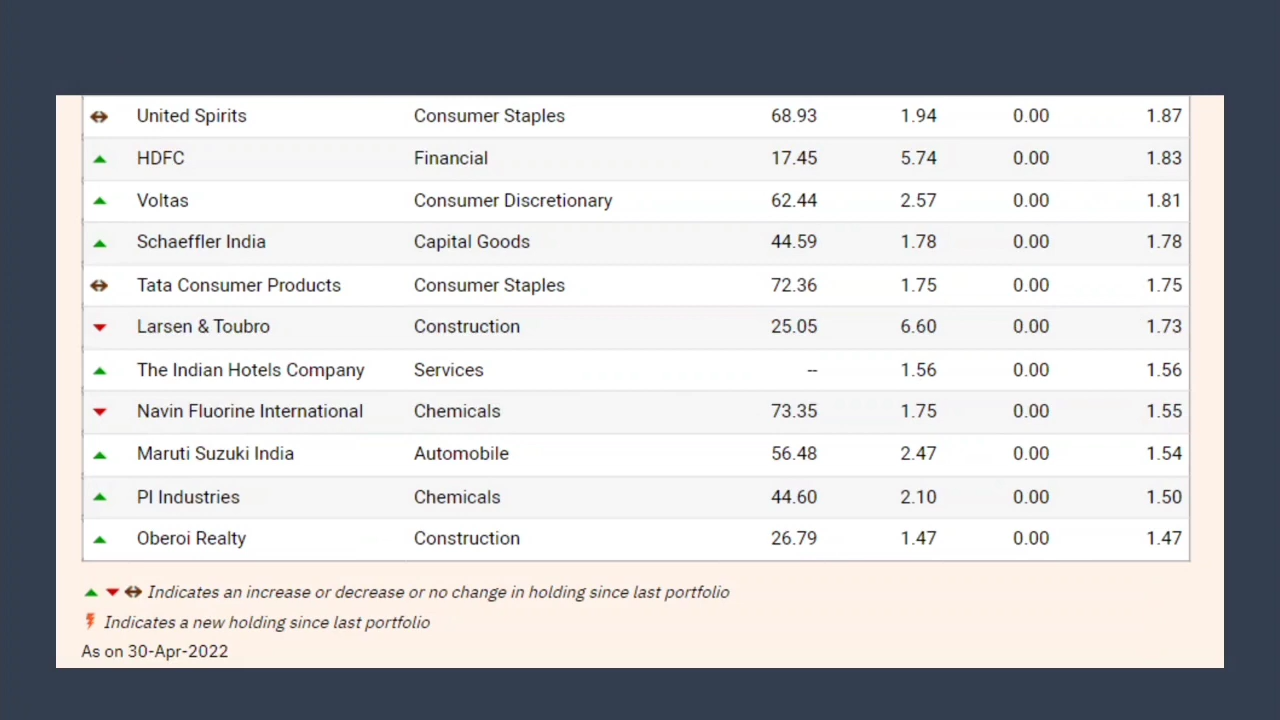 United Spirits Consumer Staples 68.93 1.94 0.00 1.87
HDFC Financial 17.45 5.74 0.00 1.83
Voltas Consumer Discretionary 62.44 2.57 0.00 1.81
Schaeffler India Capital Goods 44.59 1.78 0.00 1.78
Tata Consumer Products Consumer Staples 72.36 1.75 0.00 1.75
Larsen & Toubro Construction 25.05 6.60 0.00 1.73
The Indian Hotels Company Services -- 1.56 0.00 1.56
Navin Fluorine International Chemicals 73.35 1.75 0.00 1.55
Maruti Suzuki India Automobile 56.48 2.47 0.00 1.54
PI Industries Chemicals 44.60 2.10 0.00 1.50
Oberoi Realty Construction 26.79 1.47 0.00 1.47
Indicates an increase or decrease or no change in holding since last portfolio
Indicates a new holding since last portfolio
As on 30-Apr-2022